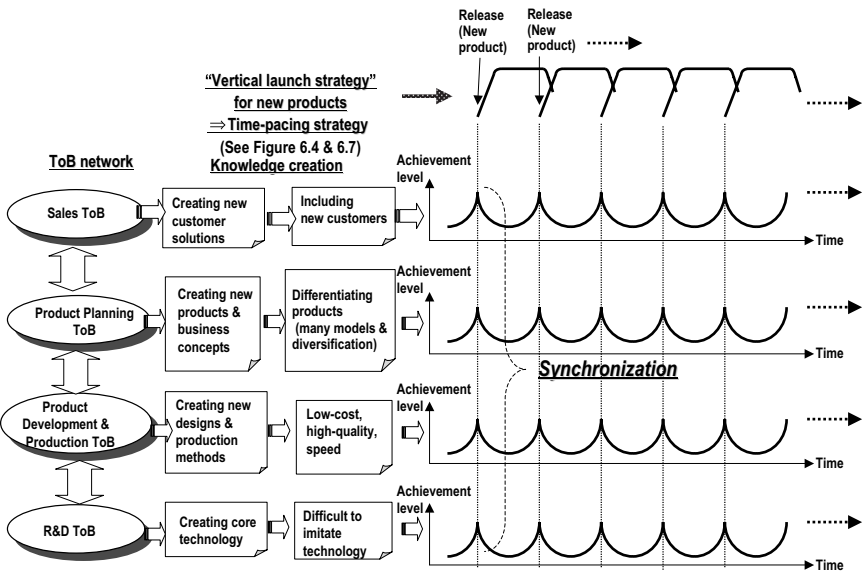 Release
(New
product)
Release
(New
product)
“Vertical launch strategy”
for new products
⇒Time-pacing strategy
(See Figure 6.4 & 6.7)
Knowledge creation
ToB network
Achievement
level
Sales ToB
Creating new
customer
solutions
Including
new customers
Time
Achievement
level
Product Planning
ToB
Creating new
products &
business
concepts
Differentiating
products
(many models &
diversification)
Time
Synchronization
Achievement
level
Product
Development &
Production ToB
Creating new
designs &
production
methods
Low-cost,
high-quality,
speed
Time
Achievement
level
R&D ToB
Creating core
technology
Difficult to
imitate
technology
Time